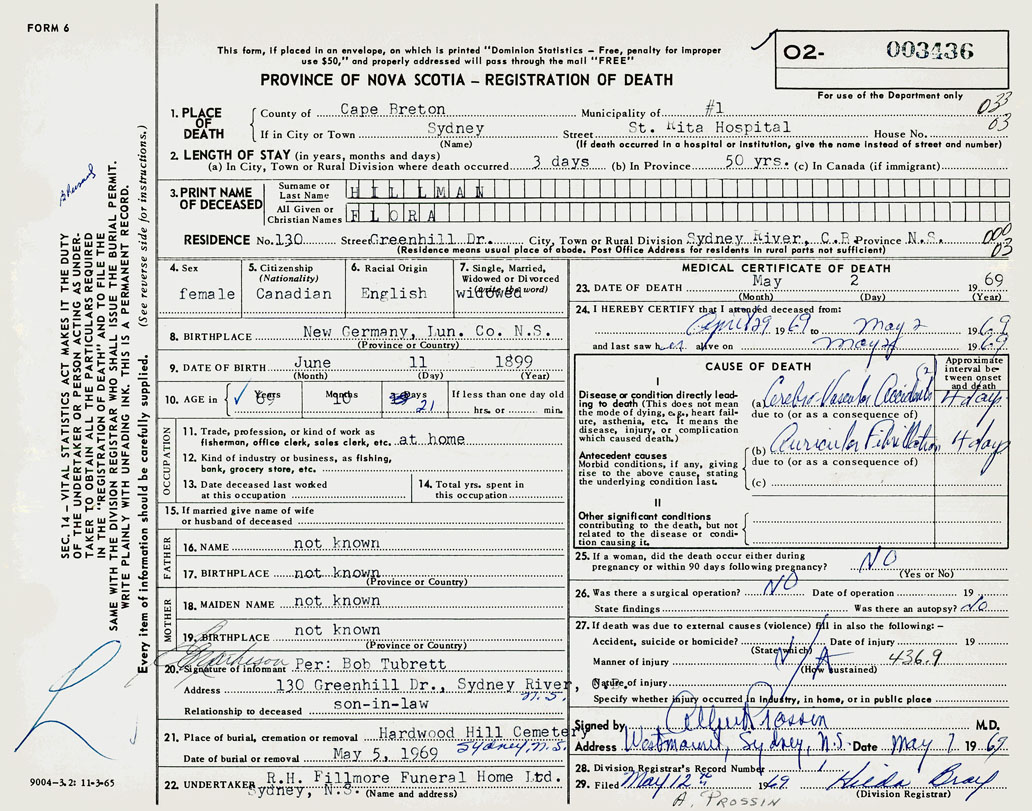 FORM 6
This form, if placed in an envelope, on which is printed "Dominion Statistics – Free, penalty for improper
use $50," and properly addressed will pass through the mail "FREE"
PROVINCE OF NOVA SCOTIA – REGISTRATION OF DEATH
O2- 003436
For use of the Department only
033
03
1. PLACE OF DEATH
County of Cape Breton Municipality of #1
If in City or Town Sydney Street St. Rita Hospital House No.
(Name) (If death occurred in a hospital or institution, give the name instead of street and number)
2. LENGTH OF STAY (in years, months and days)
(a) In City, Town or Rural Division where death occurred 3 days (b) In Province 50 yrs. (c) In Canada (if immigrant)
3. PRINT NAME OF DECEASED
Surname or Last Name HILLMAN
All Given or Christian Names FLORA
RESIDENCE No. 130 Street Greenhill Dr. City, Town or Rural Division Sydney River, C.B. Province N.S.
(Residence means usual place of abode. Post Office Address for residents in rural parts not sufficient)
000
03
4. Sex
female
5. Citizenship
(Nationality)
Canadian
6. Racial Origin
English
7. Single, Married,
Widowed or Divorced
(write the word)
widowed
8. BIRTHPLACE New Germany, Lun. Co. N.S.
(Province or Country)
9. DATE OF BIRTH June 11 1899
(Month) (Day) (Year)
10. AGE in Years Months Days If less than one day old
✓ 69 10 21 hrs. or min.
OCCUPATION
11. Trade, profession, or kind of work as
fisherman, office clerk, sales clerk, etc. at home
12. Kind of industry or business, as fishing,
bank, grocery store, etc.
13. Date deceased last worked
at this occupation
14. Total yrs. spent in
this occupation
15. If married give name of wife
or husband of deceased
FATHER
16. NAME not known
17. BIRTHPLACE not known
(Province or Country)
MOTHER
18. MAIDEN NAME not known
19. BIRTHPLACE not known
(Province or Country)
20. Signature of informant Per: Bob Tubrett
Address 130 Greenhill Dr., Sydney River,
N.S.
Relationship to deceased son-in-law
21. Place of burial, cremation or removal Hardwood Hill Cemetery
Sydney, N.S.
Date of burial or removal May 5, 1969
22. UNDERTAKER R.H. Fillmore Funeral Home Ltd.
Sydney, N.S. (Name and address)
MEDICAL CERTIFICATE OF DEATH
23. DATE OF DEATH May 2 1969
(Month) (Day) (Year)
24. I HEREBY CERTIFY that I attended deceased from:
April 29 1969 to May 2 1969
and last saw her alive on May 2 1969
CAUSE OF DEATH
Approximate
interval be-
tween onset
and death
I
Disease or condition directly lead-
ing to death (This does not mean
the mode of dying, e.g., heart fail-
ure, asthenia, etc. It means the
disease, injury, or complication
which caused death.)
(a) Cerebro Vascular Accident 4 days
due to (or as a consequence of)
Antecedent causes
Morbid conditions, if any, giving
rise to the above cause, stating
the underlying condition last.
(b) Auricular Fibrillation 4 days
due to (or as a consequence of)
(c)
II
Other significant conditions
contributing to the death, but not
related to the disease or condi-
tion causing it.
25. If a woman, did the death occur either during
pregnancy or within 90 days following pregnancy? NO
(Yes or No)
26. Was there a surgical operation? NO Date of operation 19
State findings Was there an autopsy? No
27. If death was due to external causes (violence) fill in also the following: –
Accident, suicide or homicide? Date of injury 19
(State which)
N/A
436.9
Manner of injury
(How sustained)
Nature of injury
Specify whether injury occurred in industry, in home, or in public place
Signed by Prossin M.D.
Address Westmount, Sydney, N.S. Date May 7 1969
28. Division Registrar's Record Number
29. Filed May 12 1969 Hilda Bray
(Division Registrar)
A. PROSSIN
SEC. 14 – VITAL STATISTICS ACT MAKES IT THE DUTY
OF THE UNDERTAKER OR PERSON ACTING AS UNDER-
TAKER TO OBTAIN ALL THE PARTICULARS REQUIRED
IN THE "REGISTRATION OF DEATH" AND TO FILE THE
SAME WITH THE DIVISION REGISTRAR WHO SHALL ISSUE THE BURIAL PERMIT.
WRITE PLAINLY WITH UNFADING INK. THIS IS A PERMANENT RECORD.
Every item of information should be carefully supplied. (See reverse side for instructions.)
9004-3.2: 11-3-65